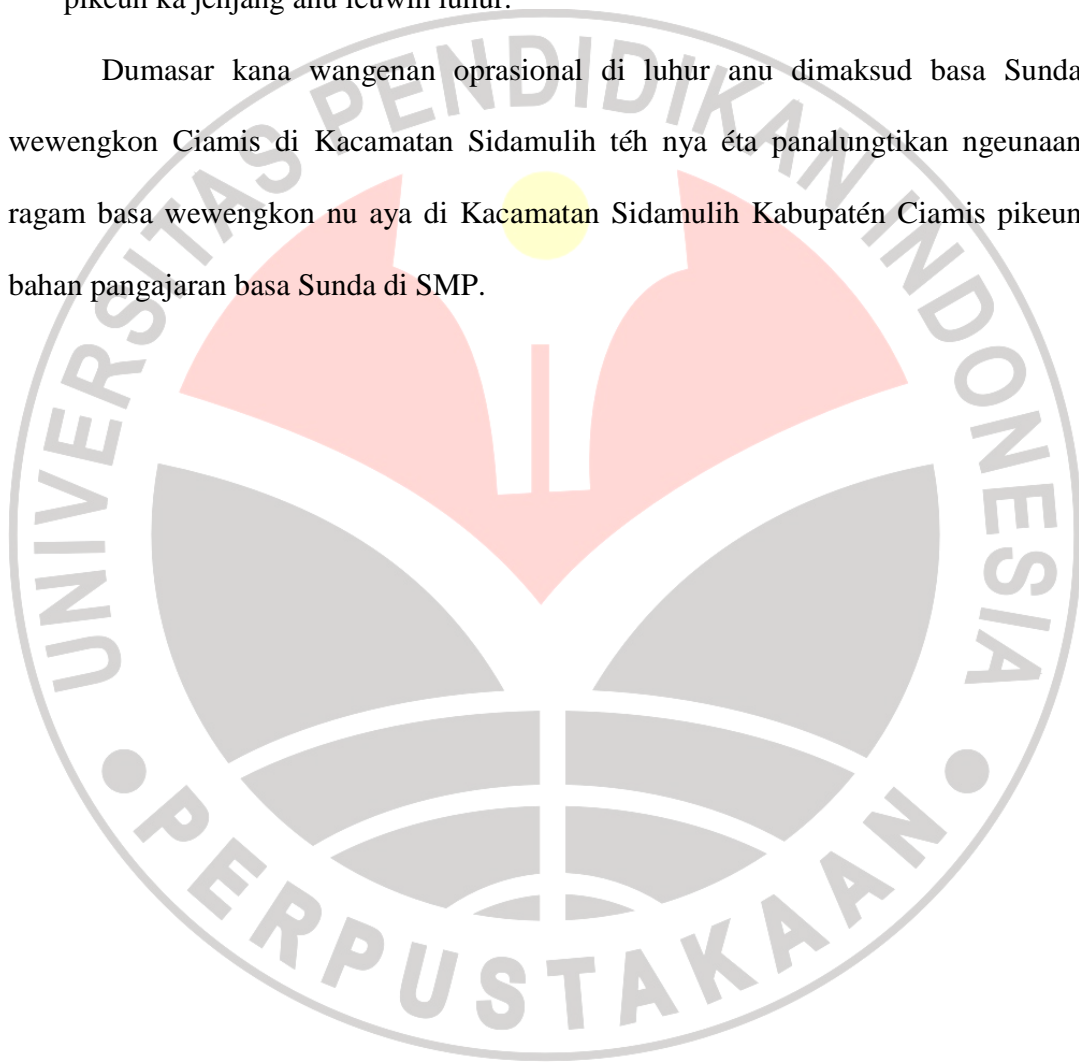 pikeun ka jenjang anu leuwih luhur.
Dumasar kana wangenan oprasional di luhur anu dimaksud basa Sunda
wewengkon Ciamis di Kacamatan Sidamulih téh nya éta panalungtikan ngeunaan
ragam basa wewengkon nu aya di Kacamatan Sidamulih Kabupatén Ciamis pikeun
bahan pangajaran basa Sunda di SMP.
UNIVERSITAS PENDIDIKAN INDONESIA
PERPUSTAKAAN